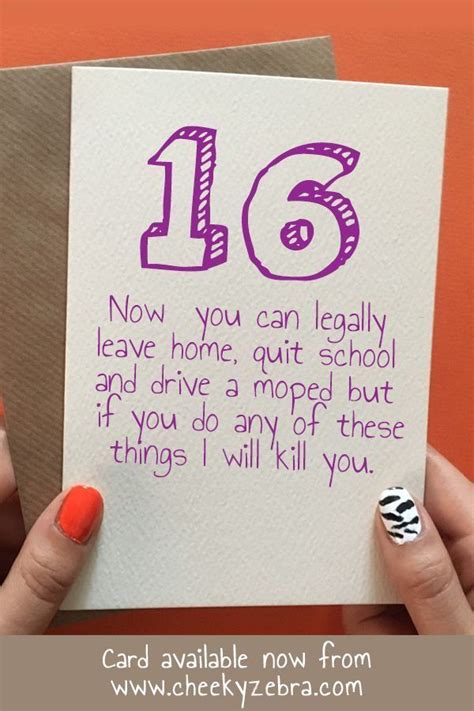 16
Now you can legally
leave home, quit school
and drive a moped but
if you do any of these
things I will kill you.
Card available now from
www.cheekyzebra.com